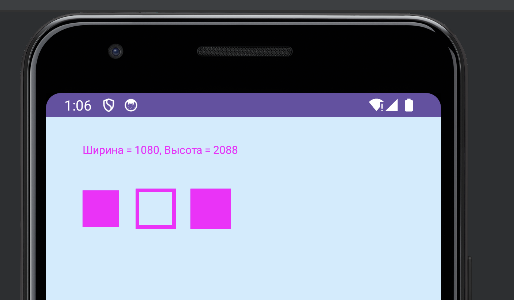 1:06
Ширина = 1080, Высота = 2088